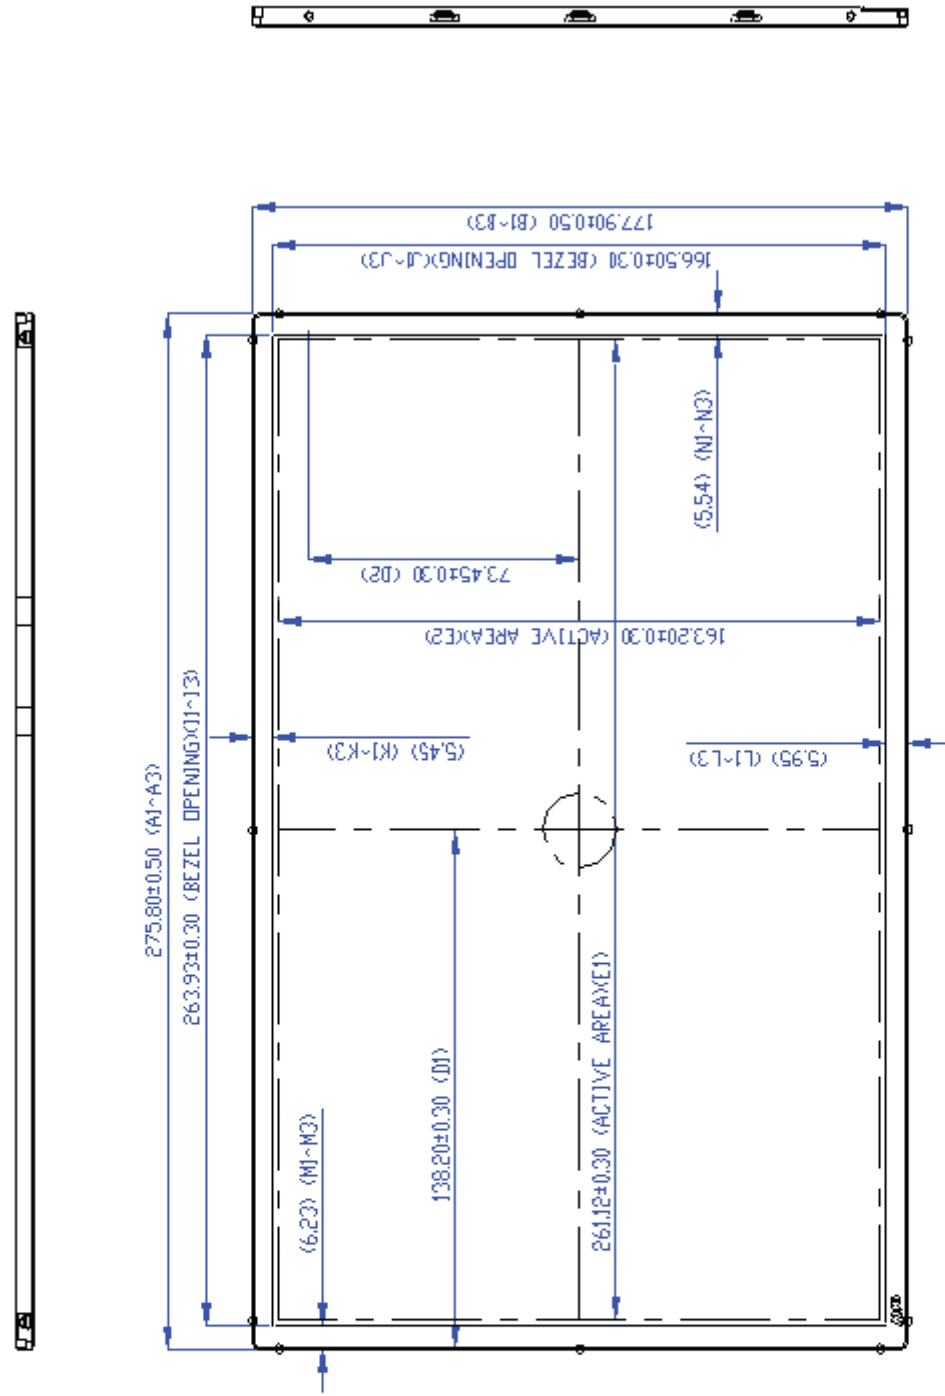 177.90±0.50 (B1~B3)
166.50±0.30 (BEZEL OPENING)(J1~J3)
(5.54) (N1~N3)
73.45±0.30 (D2)
163.20±0.30 (ACTIVE AREA)(E2)
(5.45) (K1~K3)
(5.95) (L1~L3)
275.80±0.50 (A1~A3)
263.93±0.30 (BEZEL OPENING)(I1~I3)
138.20±0.30 (D1)
261.12±0.30 (ACTIVE AREA)(E1)
(6.23) (M1~M3)